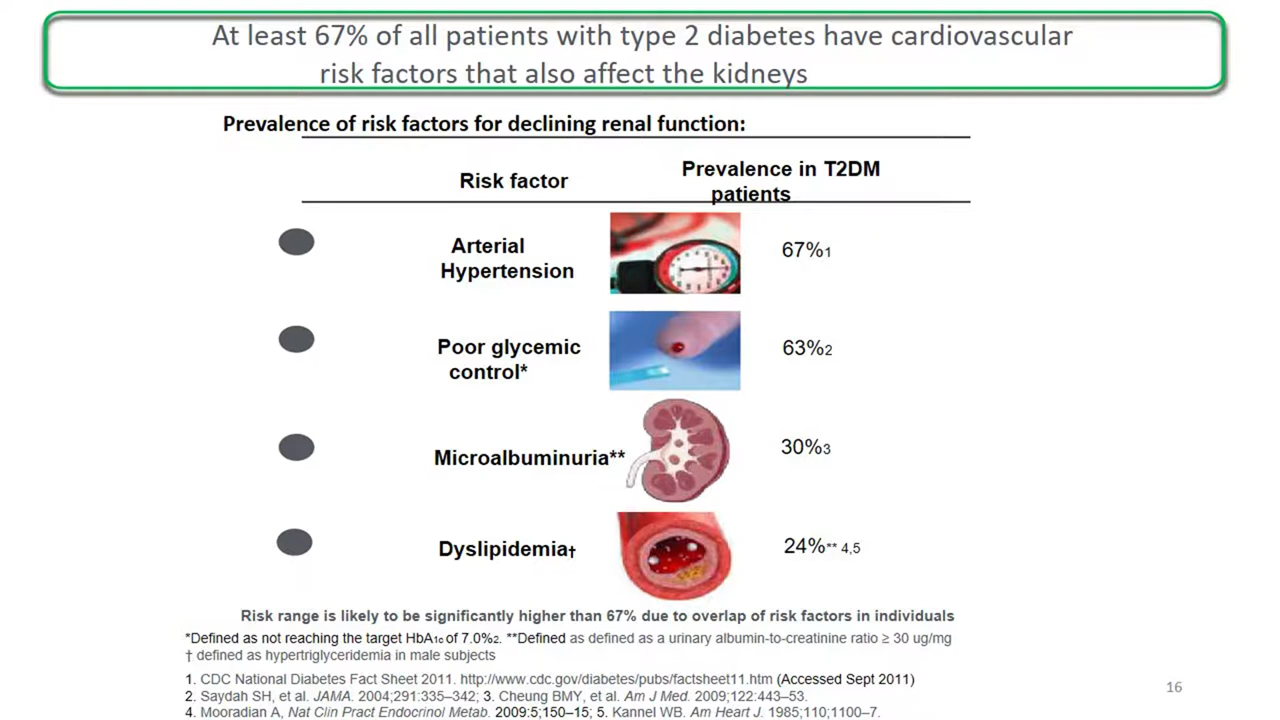 At least 67% of all patients with type 2 diabetes have cardiovascular
risk factors that also affect the kidneys
Prevalence of risk factors for declining renal function:
Risk factor
Prevalence in T2DM
patients
Arterial
Hypertension
67%1
Poor glycemic
control*
63%2
Microalbuminuria**
30%3
Dyslipidemia†
24%** 4,5
Risk range is likely to be significantly higher than 67% due to overlap of risk factors in individuals
*Defined as not reaching the target HbA1c of 7.0%2. **Defined as defined as a urinary albumin-to-creatinine ratio ≥ 30 ug/mg
† defined as hypertriglyceridemia in male subjects
1. CDC National Diabetes Fact Sheet 2011. http://www.cdc.gov/diabetes/pubs/factsheet11.htm (Accessed Sept 2011)
2. Saydah SH, et al. JAMA. 2004;291:335–342; 3. Cheung BMY, et al. Am J Med. 2009;122:443–53.
4. Mooradian A, Nat Clin Pract Endocrinol Metab. 2009:5;150–15; 5. Kannel WB. Am Heart J. 1985;110;1100–7.
16